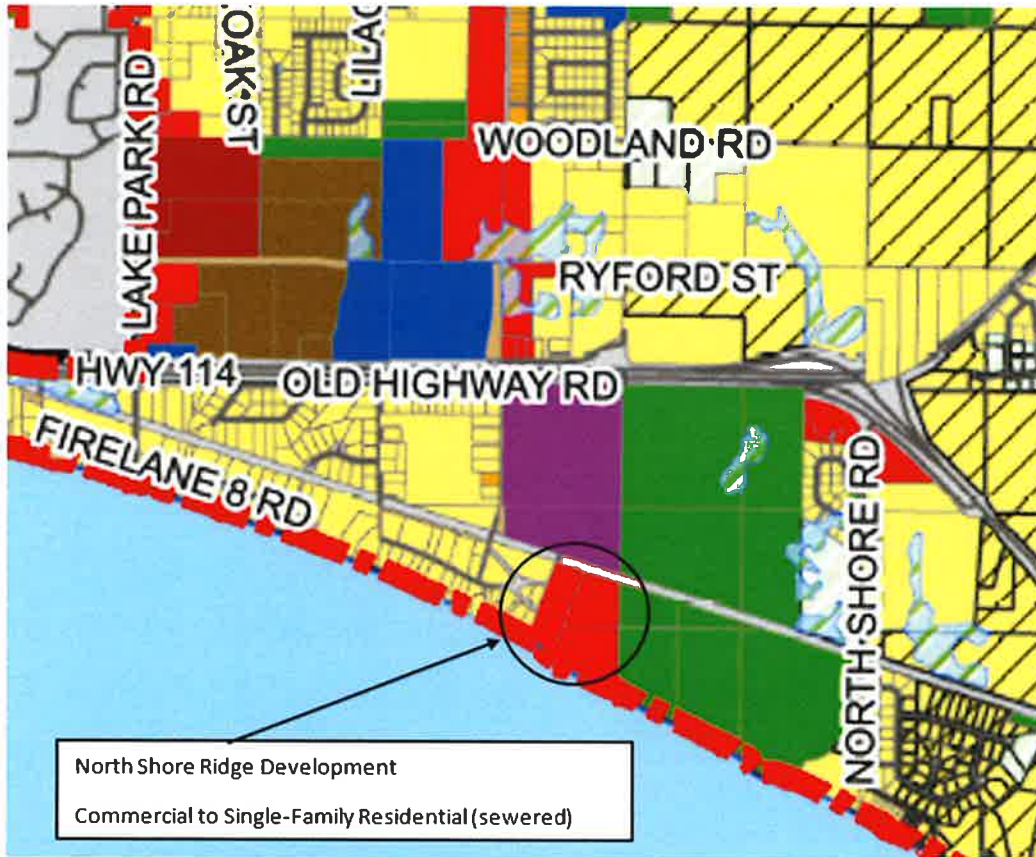 LAKE PARK RD
OAK ST
LILAC
WOODLAND RD
RYFORD ST
HWY 114
OLD HIGHWAY RD
FIRELANE 8 RD
NORTH SHORE RD
North Shore Ridge Development
Commercial to Single-Family Residential (sewered)